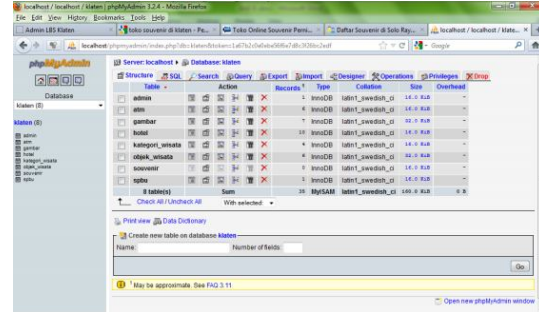 localhost / localhost / klaten | phpMyAdmin 3.2.4 - Mozilla Firefox
File Edit View History Bookmarks Tools Help
Admin LBS Klaten
toko souvenir di klaten - Pe...
Toko Online Souvenir Perni...
Daftar Souvenir di Solo Ray...
localhost / localhost / klate...
Google
phpMyAdmin
Database
klaten (8)
klaten (8)
admin
atm
gambar
hotel
kategori_wisata
objek_wisata
souvenir
spbu
Server: localhost Database: klaten
Structure SQL Search Query Export Import Designer Operations Privileges Drop
Table Action Records 1 Type Collation Size Overhead
admin 1 InnoDB latin1_swedish_ci 16.0 KiB -
atm InnoDB latin1_swedish_ci 16.0 KiB -
gambar 7 InnoDB latin1_swedish_ci 32.0 KiB -
hotel 10 InnoDB latin1_swedish_ci 16.0 KiB -
kategori_wisata InnoDB latin1_swedish_ci 16.0 KiB -
objek_wisata InnoDB latin1_swedish_ci 32.0 KiB -
souvenir InnoDB latin1_swedish_ci 16.0 KiB -
spbu InnoDB latin1_swedish_ci 16.0 KiB -
8 table(s) Sum MyISAM latin1_swedish_ci 160.0 KiB 0 B
Check All / Uncheck All With selected:
Print view Data Dictionary
Create new table on database klaten
Name: Number of fields:
Go
1 May be approximate. See FAQ 3.11
Open new phpMyAdmin window